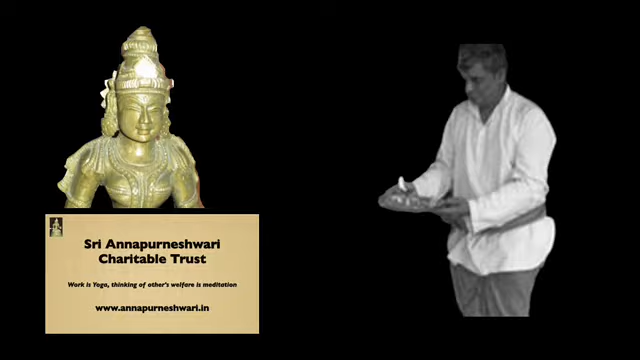 Sri Annapurneshwari
Charitable Trust
Work is Yoga, thinking of other's welfare is meditation
www.annapurneshwari.in